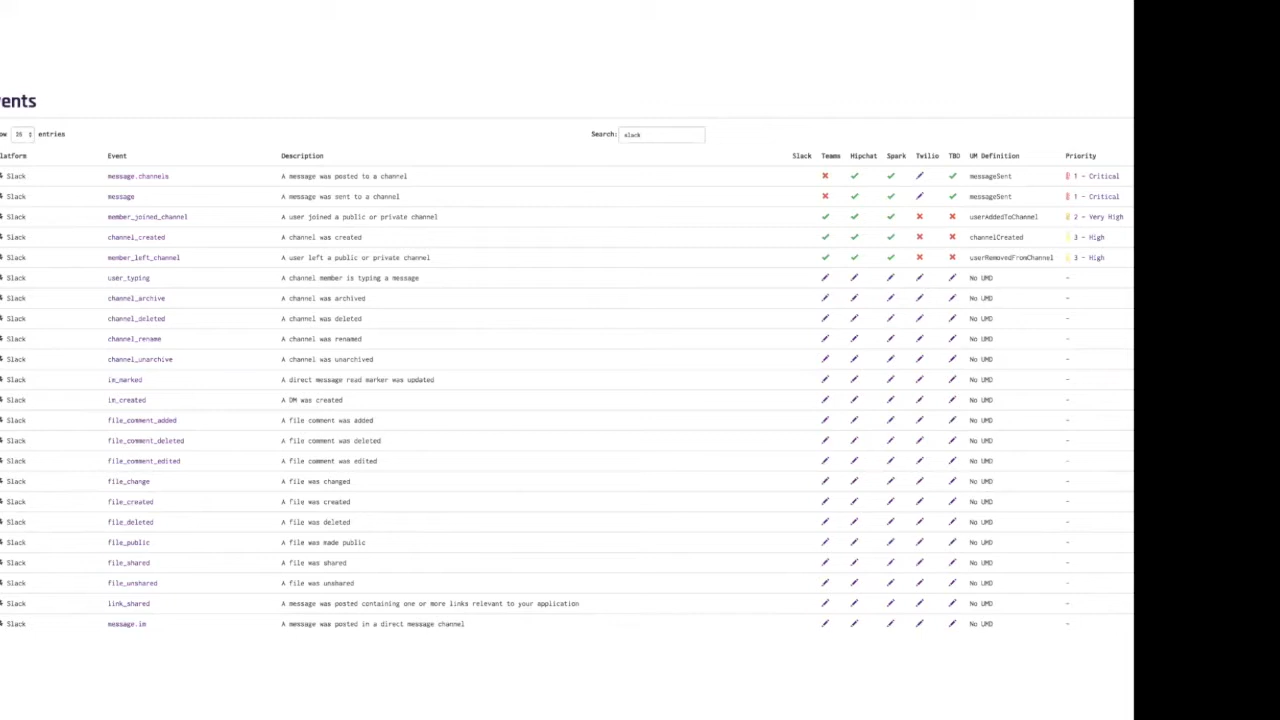 ents
ow 25 entries Search: slack
latform Event Description Slack Teams Hipchat Spark Twilio TBO UM Definition Priority
Slack message.channels A message was posted to a channel messageSent 1 - Critical
Slack message A message was sent to a channel messageSent 1 - Critical
Slack member_joined_channel A user joined a public or private channel userAddedToChannel 2 - Very High
Slack channel_created A channel was created channelCreated 3 - High
Slack member_left_channel A user left a public or private channel userRemovedFromChannel 3 - High
Slack user_typing A channel member is typing a message No UMD -
Slack channel_archive A channel was archived No UMD -
Slack channel_deleted A channel was deleted No UMD -
Slack channel_rename A channel was renamed No UMD -
Slack channel_unarchive A channel was unarchived No UMD -
Slack im_marked A direct message read marker was updated No UMD -
Slack im_created A DM was created No UMD -
Slack file_comment_added A file comment was added No UMD -
Slack file_comment_deleted A file comment was deleted No UMD -
Slack file_comment_edited A file comment was edited No UMD -
Slack file_change A file was changed No UMD -
Slack file_created A file was created No UMD -
Slack file_deleted A file was deleted No UMD -
Slack file_public A file was made public No UMD -
Slack file_shared A file was shared No UMD -
Slack file_unshared A file was unshared No UMD -
Slack link_shared A message was posted containing one or more links relevant to your application No UMD -
Slack message.im A message was posted in a direct message channel No UMD -